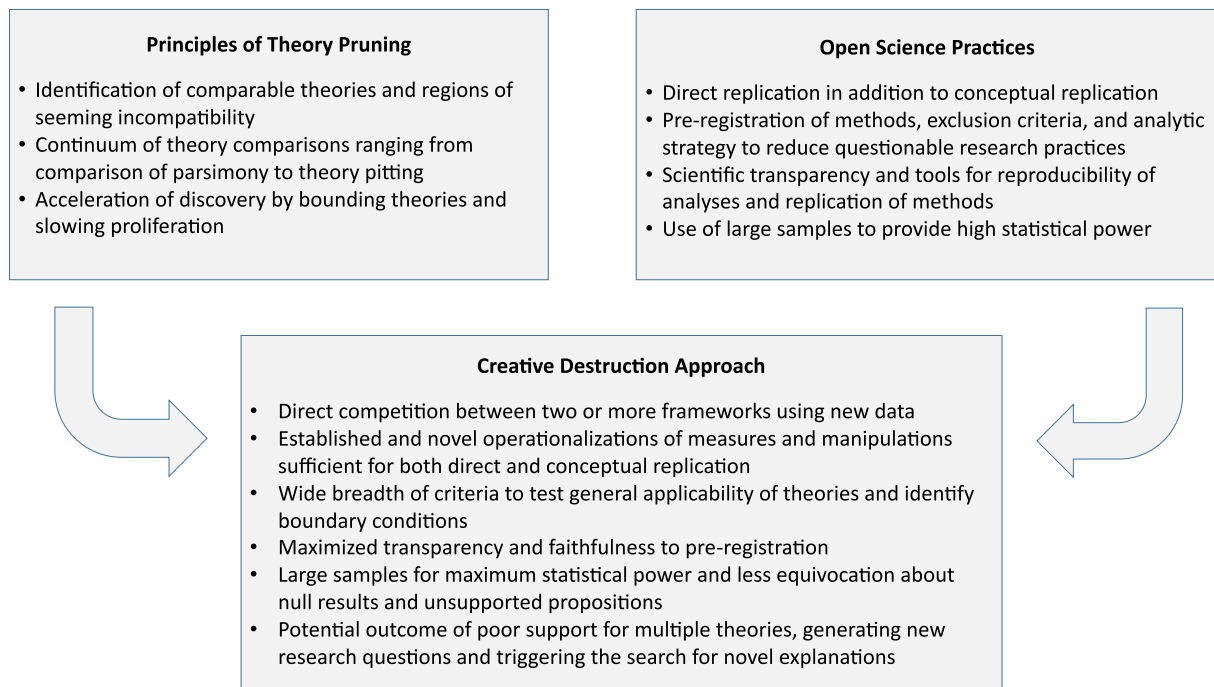 Principles of Theory Pruning
• Identification of comparable theories and regions of
seeming incompatibility
• Continuum of theory comparisons ranging from
comparison of parsimony to theory pitting
• Acceleration of discovery by bounding theories and
slowing proliferation
Open Science Practices
• Direct replication in addition to conceptual replication
• Pre-registration of methods, exclusion criteria, and analytic
strategy to reduce questionable research practices
• Scientific transparency and tools for reproducibility of
analyses and replication of methods
• Use of large samples to provide high statistical power
Creative Destruction Approach
• Direct competition between two or more frameworks using new data
• Established and novel operationalizations of measures and manipulations
sufficient for both direct and conceptual replication
• Wide breadth of criteria to test general applicability of theories and identify
boundary conditions
• Maximized transparency and faithfulness to pre-registration
• Large samples for maximum statistical power and less equivocation about
null results and unsupported propositions
• Potential outcome of poor support for multiple theories, generating new
research questions and triggering the search for novel explanations